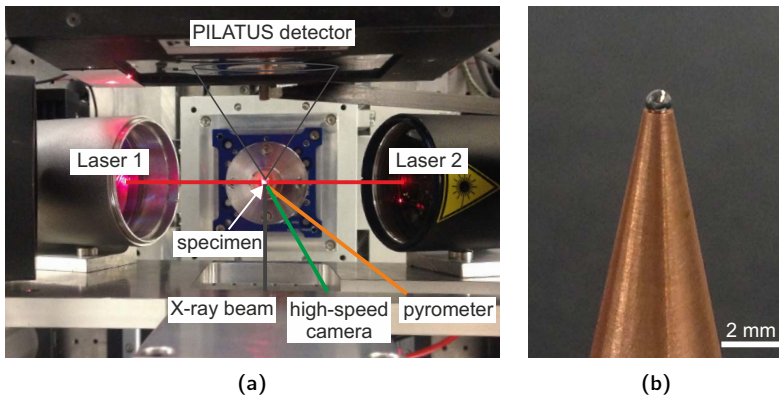 PILATUS detector
Laser 1
Laser 2
specimen
X-ray beam
high-speed
camera
pyrometer
2 mm
(a)
(b)